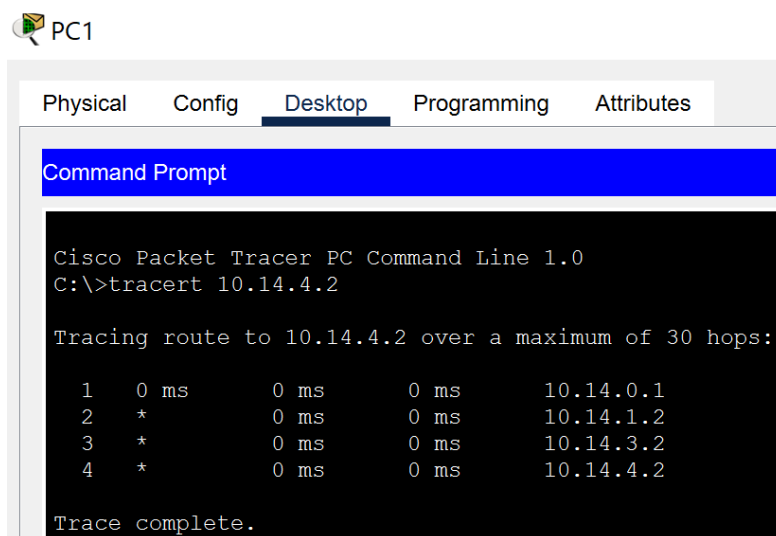 PC1
Physical Config Desktop Programming Attributes
Command Prompt
Cisco Packet Tracer PC Command Line 1.0
C:\>tracert 10.14.4.2
Tracing route to 10.14.4.2 over a maximum of 30 hops:
1 0 ms 0 ms 0 ms 10.14.0.1
2 * 0 ms 0 ms 10.14.1.2
3 * 0 ms 0 ms 10.14.3.2
4 * 0 ms 0 ms 10.14.4.2
Trace complete.